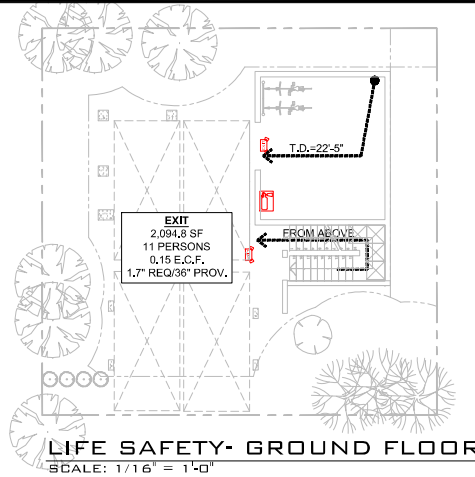 T.D.=22'-5"
FROM ABOVE
EXIT
2,094.8 SF
11 PERSONS
0.15 E.C.F.
1.7" REQ/36" PROV.
LIFE SAFETY- GROUND FLOOR
SCALE: 1/16" = 1'-0"